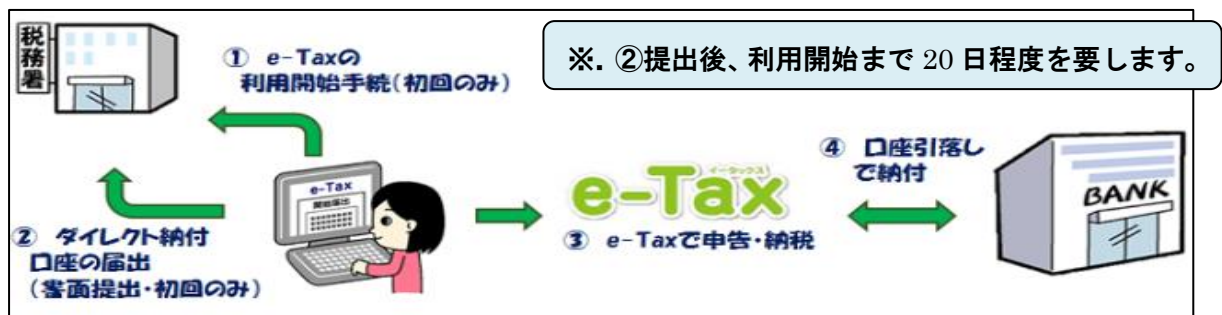 税務署
① e-Taxの
利用開始手続(初回のみ)
※. ②提出後、利用開始まで 20 日程度を要します。
② ダイレクト納付
口座の届出
(書面提出・初回のみ)
e-Tax
開始届出
イータックス
e-Tax
③ e-Taxで申告・納税
④ 口座引落し
で納付
BANK